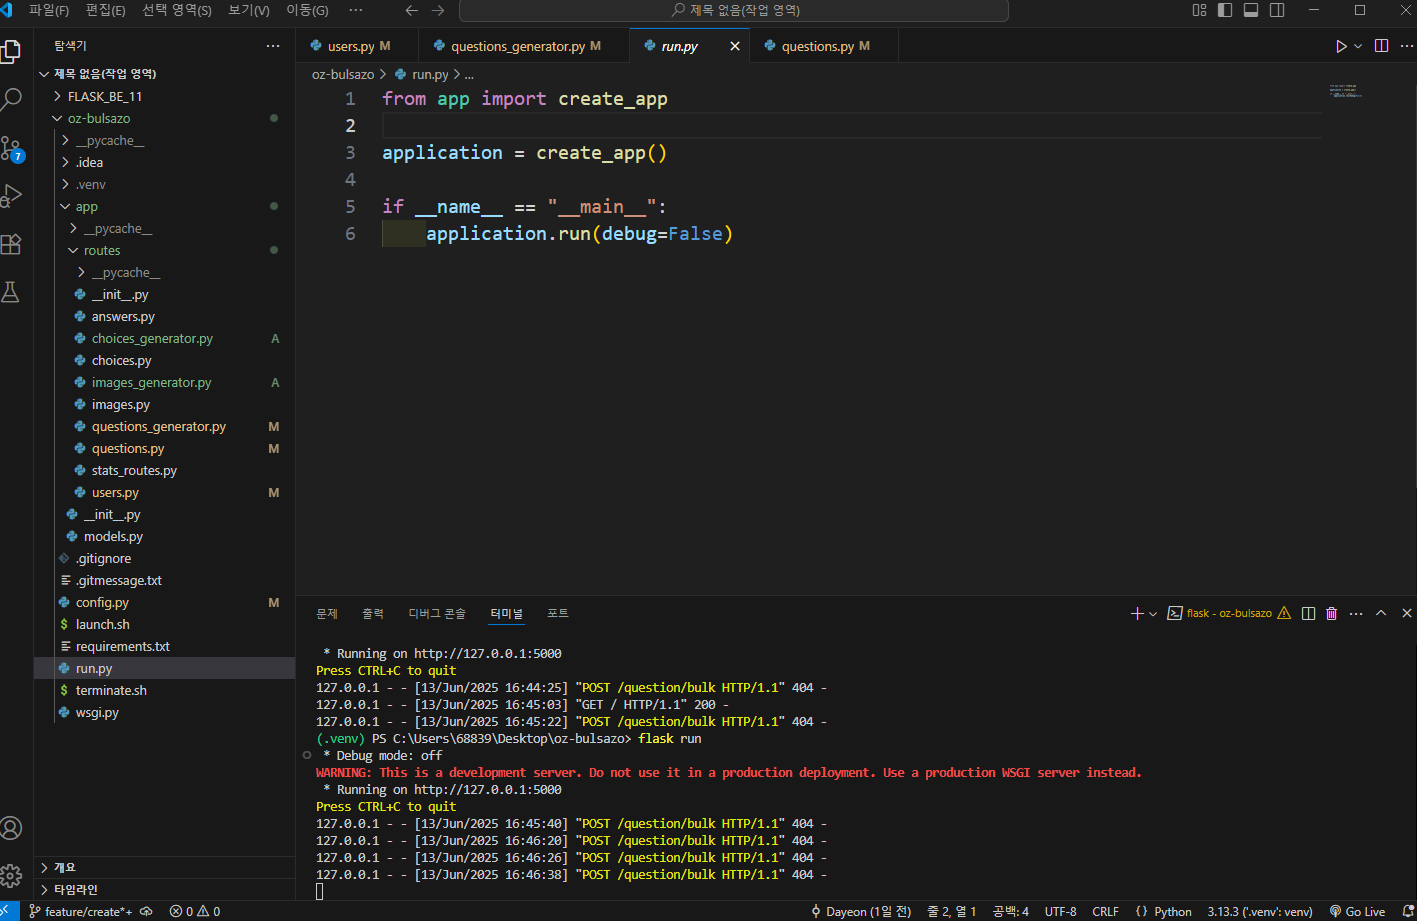 파일(F) 편집(E) 선택 영역(S) 보기(V) 이동(G) ··· 제목 없음(작업 영역)
탐색기 ···
제목 없음(작업 영역)
FLASK_BE_11
oz-bulsazo
__pycache__
.idea
.venv
app
__pycache__
routes
__pycache__
__init__.py
answers.py
choices_generator.py A
choices.py
images_generator.py A
images.py
questions_generator.py M
questions.py M
stats_routes.py
users.py M
__init__.py
models.py
.gitignore
.gitmessage.txt
config.py M
launch.sh
requirements.txt
run.py
terminate.sh
wsgi.py
개요
타임라인
7
users.py M questions_generator.py M run.py questions.py M
oz-bulsazo > run.py > ...
1 from app import create_app
2
3 application = create_app()
4
5 if __name__ == "__main__":
6 application.run(debug=False)
문제 출력 디버그 콘솔 터미널 포트 flask - oz-bulsazo ···
* Running on http://127.0.0.1:5000
Press CTRL+C to quit
127.0.0.1 - - [13/Jun/2025 16:44:25] "POST /question/bulk HTTP/1.1" 404 -
127.0.0.1 - - [13/Jun/2025 16:45:03] "GET / HTTP/1.1" 200 -
127.0.0.1 - - [13/Jun/2025 16:45:22] "POST /question/bulk HTTP/1.1" 404 -
(.venv) PS C:\Users\68839\Desktop\oz-bulsazo> flask run
* Debug mode: off
WARNING: This is a development server. Do not use it in a production deployment. Use a production WSGI server instead.
* Running on http://127.0.0.1:5000
Press CTRL+C to quit
127.0.0.1 - - [13/Jun/2025 16:45:40] "POST /question/bulk HTTP/1.1" 404 -
127.0.0.1 - - [13/Jun/2025 16:46:20] "POST /question/bulk HTTP/1.1" 404 -
127.0.0.1 - - [13/Jun/2025 16:46:26] "POST /question/bulk HTTP/1.1" 404 -
127.0.0.1 - - [13/Jun/2025 16:46:38] "POST /question/bulk HTTP/1.1" 404 -
feature/create*+ 0 0 Dayeon (1일 전) 줄 2, 열 1 공백: 4 UTF-8 CRLF {} Python 3.13.3 ('.venv': venv) Go Live